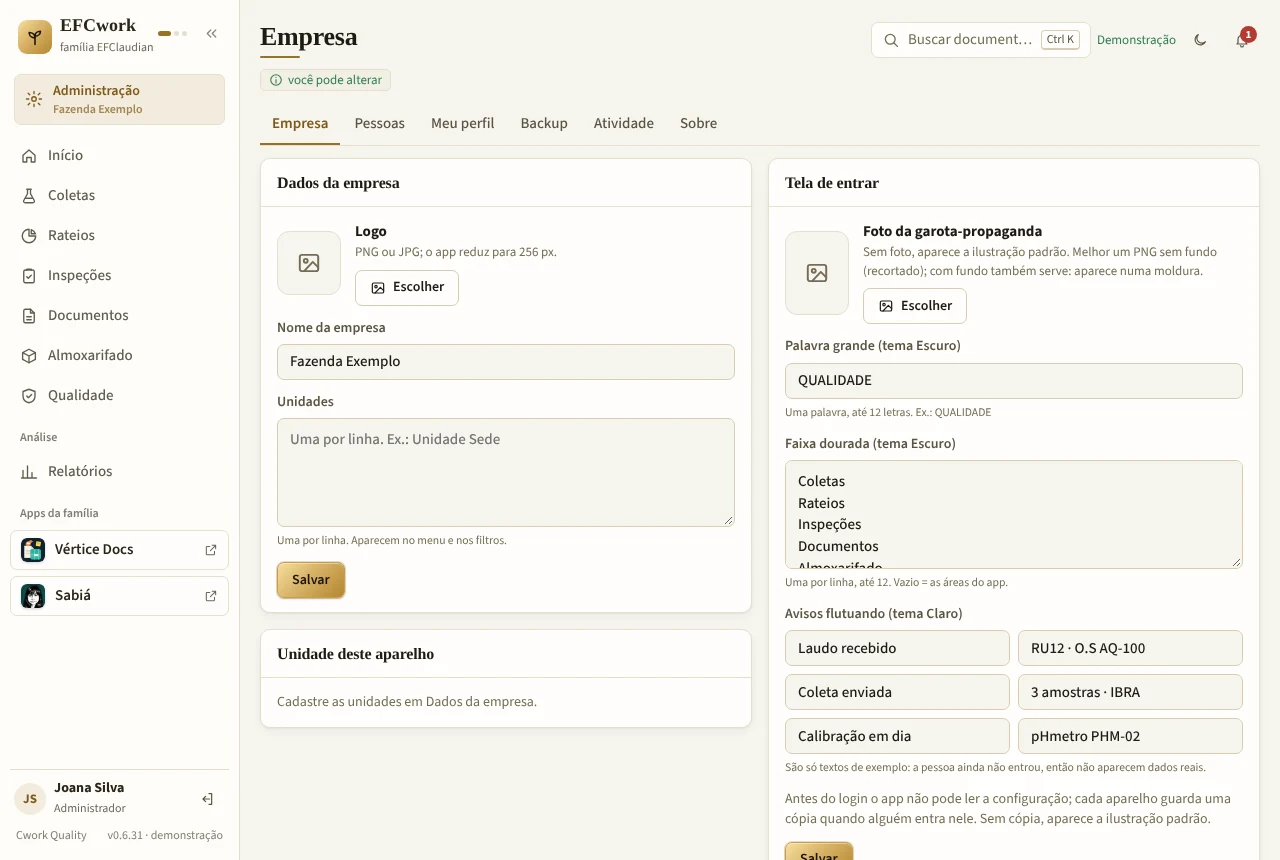 EFCwork
família EFClaudian
Administração
Fazenda Exemplo
Início
Coletas
Rateios
Inspeções
Documentos
Almoxarifado
Qualidade
Análise
Relatórios
Apps da família
Vértice Docs
Sabiá
JS
Joana Silva
Administrador
Cwork Quality
v0.6.31 · demonstração
Empresa
Buscar document…
Ctrl K
Demonstração
1
você pode alterar
Empresa
Pessoas
Meu perfil
Backup
Atividade
Sobre
Dados da empresa
Logo
PNG ou JPG; o app reduz para 256 px.
Escolher
Nome da empresa
Fazenda Exemplo
Unidades
Uma por linha. Ex.: Unidade Sede
Uma por linha. Aparecem no menu e nos filtros.
Salvar
Unidade deste aparelho
Cadastre as unidades em Dados da empresa.
Tela de entrar
Foto da garota-propaganda
Sem foto, aparece a ilustração padrão. Melhor um PNG sem fundo
(recortado); com fundo também serve: aparece numa moldura.
Escolher
Palavra grande (tema Escuro)
QUALIDADE
Uma palavra, até 12 letras. Ex.: QUALIDADE
Faixa dourada (tema Escuro)
Coletas
Rateios
Inspeções
Documentos
Almoxarifado
Uma por linha, até 12. Vazio = as áreas do app.
Avisos flutuando (tema Claro)
Laudo recebido
RU12 · O.S AQ-100
Coleta enviada
3 amostras · IBRA
Calibração em dia
pHmetro PHM-02
São só textos de exemplo: a pessoa ainda não entrou, então não aparecem dados reais.
Antes do login o app não pode ler a configuração; cada aparelho guarda uma
cópia quando alguém entra nele. Sem cópia, aparece a ilustração padrão.
Salvar